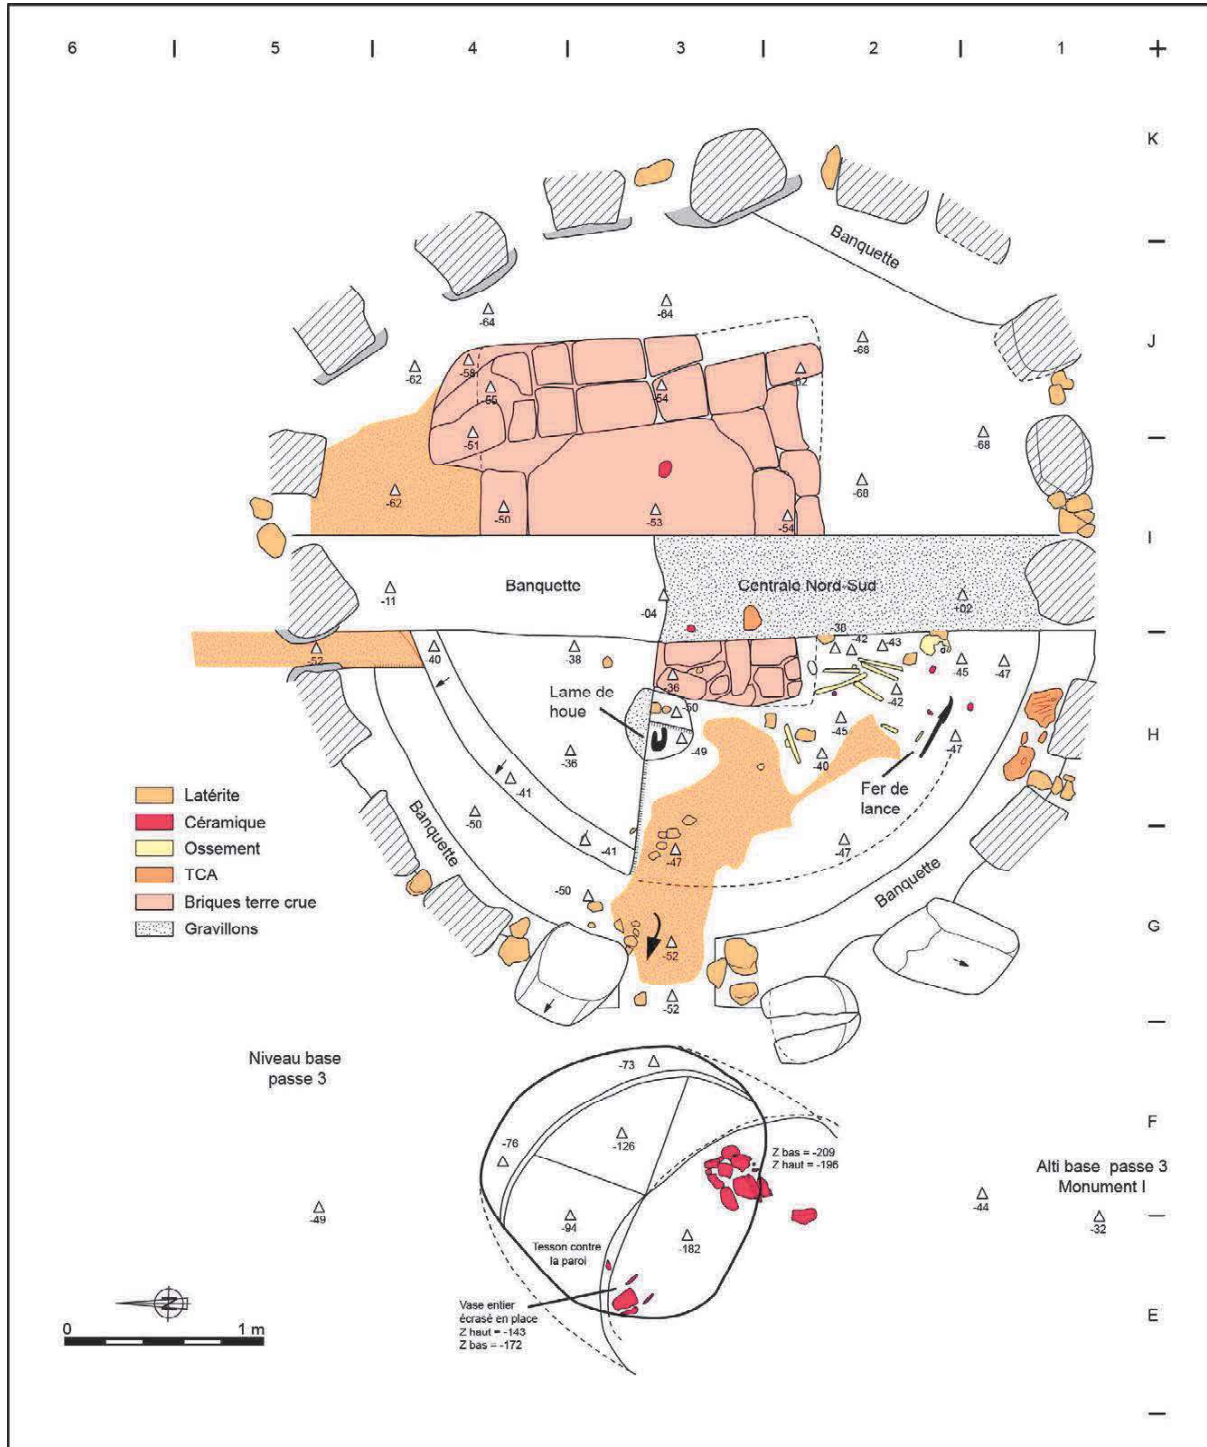 6 | 5 | 4 | 3 | 2 | 1 +
K
Banquette
-64
-64
J
-68
-62
-58
-55
-54
-52
-51
-68
-62
-50
-53
-54
-68
I
Banquette
Centrale Nord-Sud
-11
-04
+02
-52
40
-38
-38
-42
-43
-36
-45
-47
Lame de
houe
-50
-42
-45
H
-36
-49
-40
-47
-41
Fer de
lance
Latérite
Céramique
Ossement
TCA
Briques terre crue
Gravillons
Banquette
-50
-41
-47
-47
Banquette
-50
G
-52
-52
Niveau base
passe 3
-73
F
-76
-126
Z bas = -209
Z haut = -196
Alti base passe 3
Monument I
-49
-94
-44
-32
-182
Tesson contre
la paroi
N
Vase entier
écrasé en place
Z haut = -143
Z bas = -172
E
0 1 m